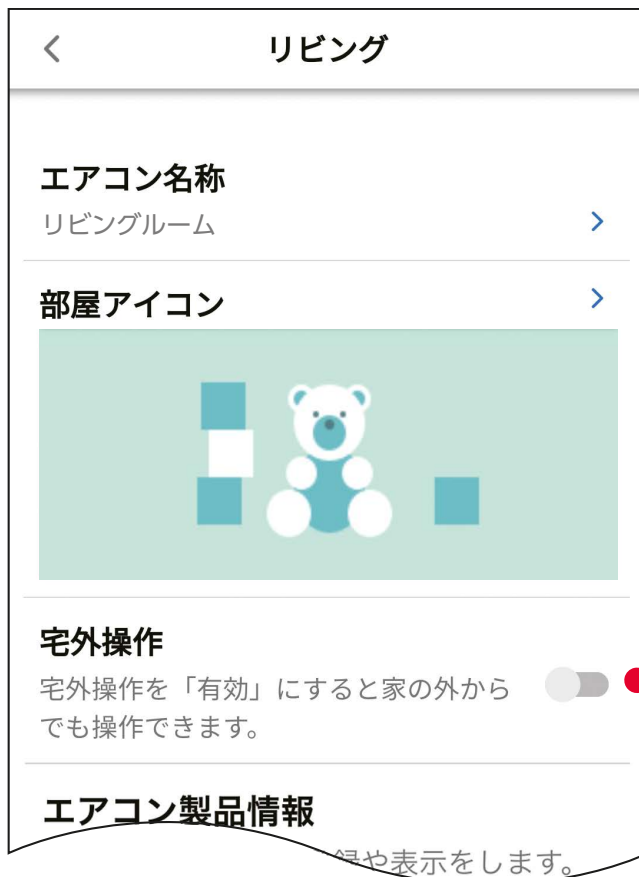 リビング
エアコン名称
リビングルーム
部屋アイコン
宅外操作
宅外操作を「有効」にすると家の外から
でも操作できます。
エアコン製品情報
や表示をします。